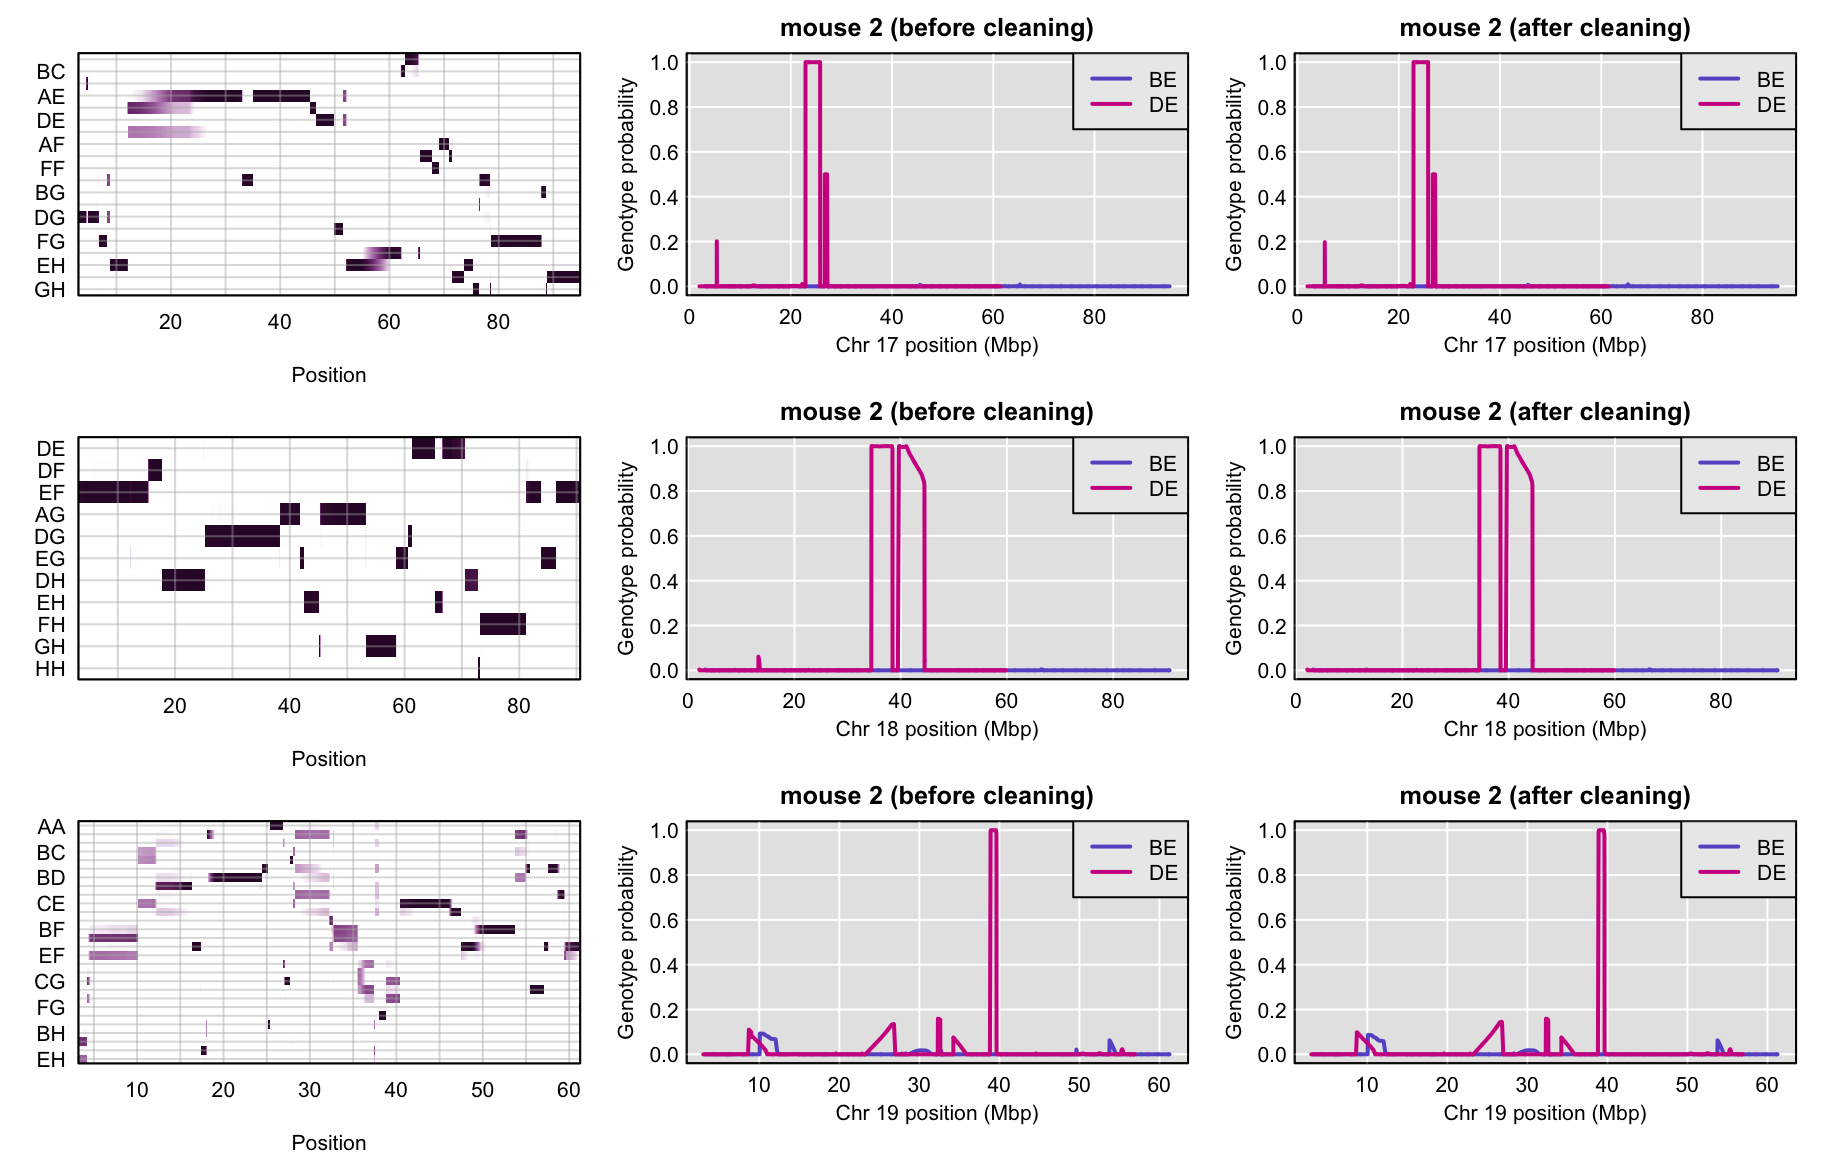 BC
AE
DE
AF
FF
BG
DG
FG
EH
GH
20 40 60 80
Position
mouse 2 (before cleaning)
Genotype probability
1.0
0.8
0.6
0.4
0.2
0.0
BE
DE
0 20 40 60 80
Chr 17 position (Mbp)
mouse 2 (after cleaning)
Genotype probability
1.0
0.8
0.6
0.4
0.2
0.0
BE
DE
0 20 40 60 80
Chr 17 position (Mbp)
DE
DF
EF
AG
DG
EG
DH
EH
FH
GH
HH
20 40 60 80
Position
mouse 2 (before cleaning)
Genotype probability
1.0
0.8
0.6
0.4
0.2
0.0
BE
DE
0 20 40 60 80
Chr 18 position (Mbp)
mouse 2 (after cleaning)
Genotype probability
1.0
0.8
0.6
0.4
0.2
0.0
BE
DE
0 20 40 60 80
Chr 18 position (Mbp)
AA
BC
BD
CE
BF
EF
CG
FG
BH
EH
10 20 30 40 50 60
Position
mouse 2 (before cleaning)
Genotype probability
1.0
0.8
0.6
0.4
0.2
0.0
BE
DE
10 20 30 40 50 60
Chr 19 position (Mbp)
mouse 2 (after cleaning)
Genotype probability
1.0
0.8
0.6
0.4
0.2
0.0
BE
DE
10 20 30 40 50 60
Chr 19 position (Mbp)